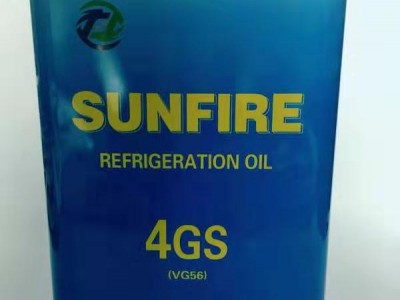 SUNFIRE
REFRIGERATION OIL
4GS
(VG56)